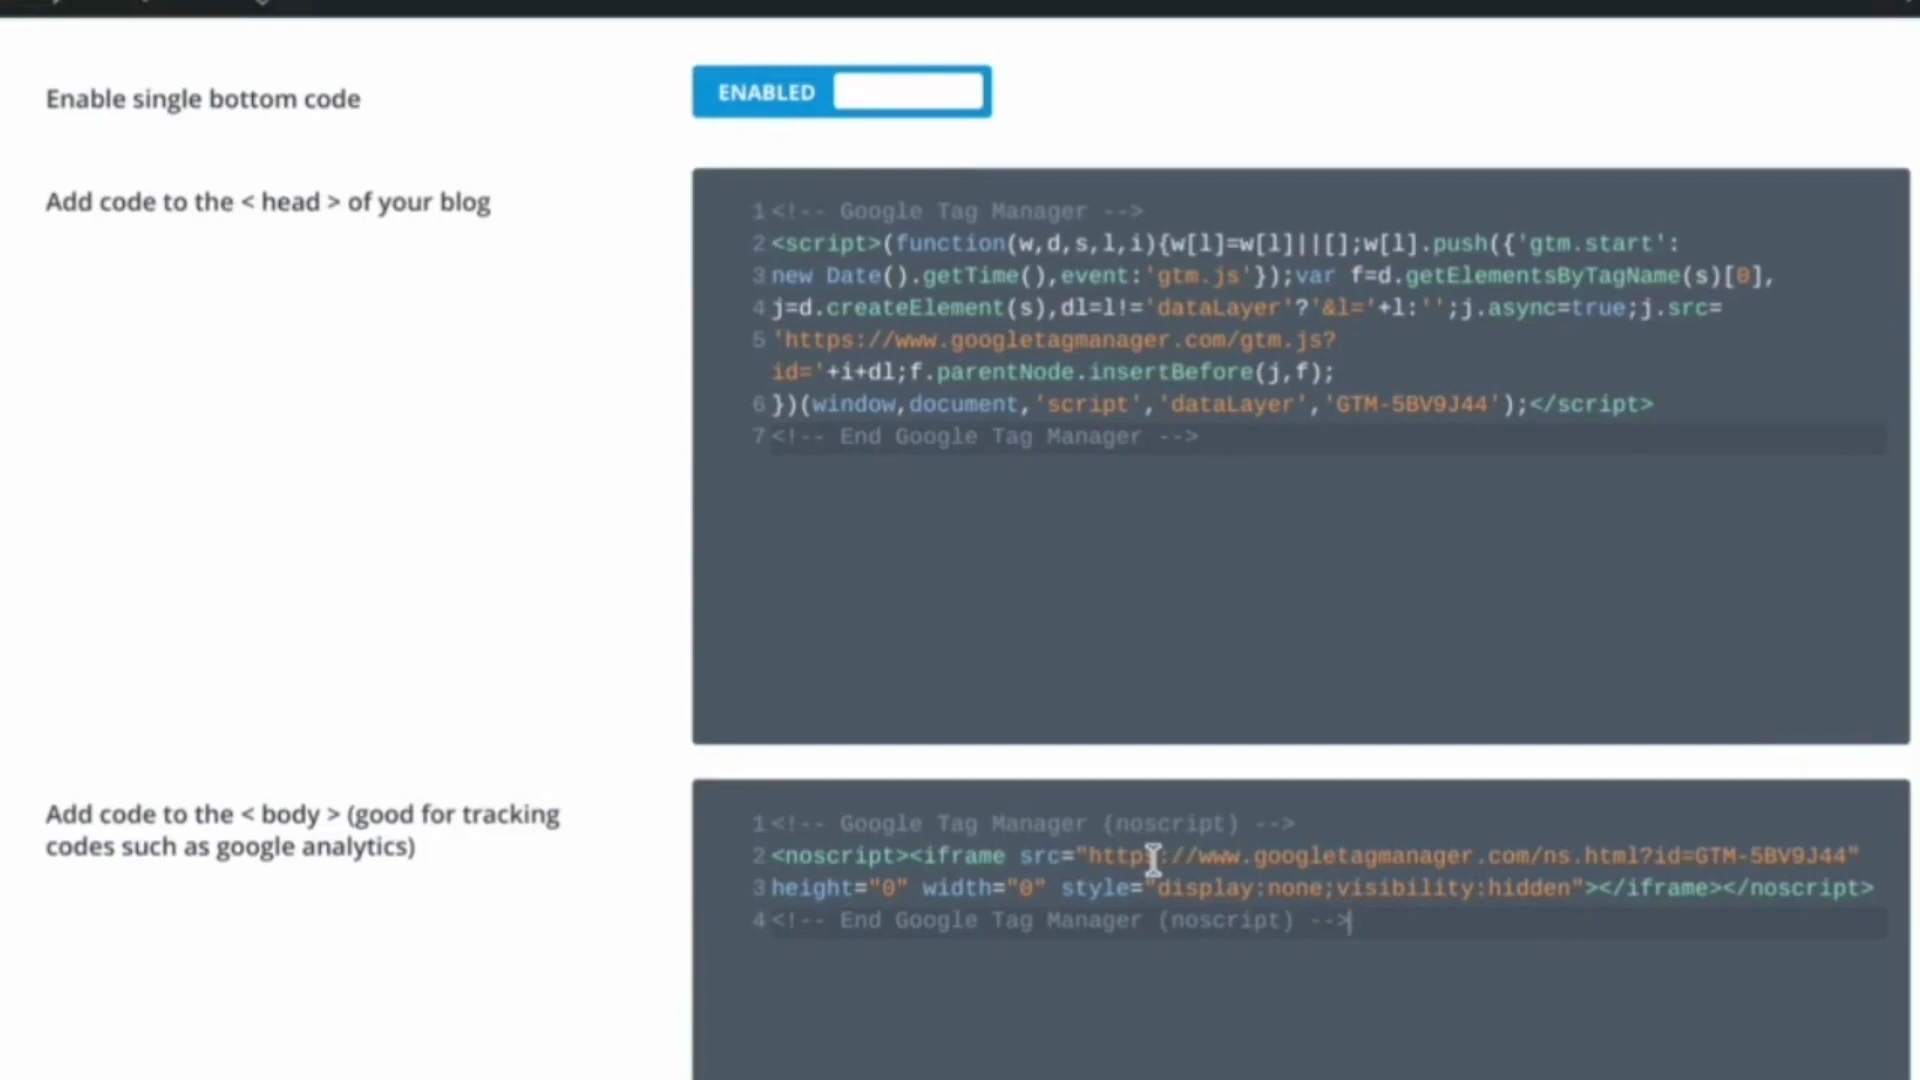 Enable single bottom code
ENABLED
Add code to the < head > of your blog
1 <!-- Google Tag Manager -->
2 <script>(function(w,d,s,l,i){w[l]=w[l]||[];w[l].push({'gtm.start':
3 new Date().getTime(),event:'gtm.js'});var f=d.getElementsByTagName(s)[0],
4 j=d.createElement(s),dl=l!='dataLayer'?'&l='+l:'';j.async=true;j.src=
5 'https://www.googletagmanager.com/gtm.js?
id='+i+dl;f.parentNode.insertBefore(j,f);
6 })(window,document,'script','dataLayer','GTM-5BV9J44');</script>
7 <!-- End Google Tag Manager -->
Add code to the < body > (good for tracking
codes such as google analytics)
1 <!-- Google Tag Manager (noscript) -->
2 <noscript><iframe src="https://www.googletagmanager.com/ns.html?id=GTM-5BV9J44"
3 height="0" width="0" style="display:none;visibility:hidden"></iframe></noscript>
4 <!-- End Google Tag Manager (noscript) -->